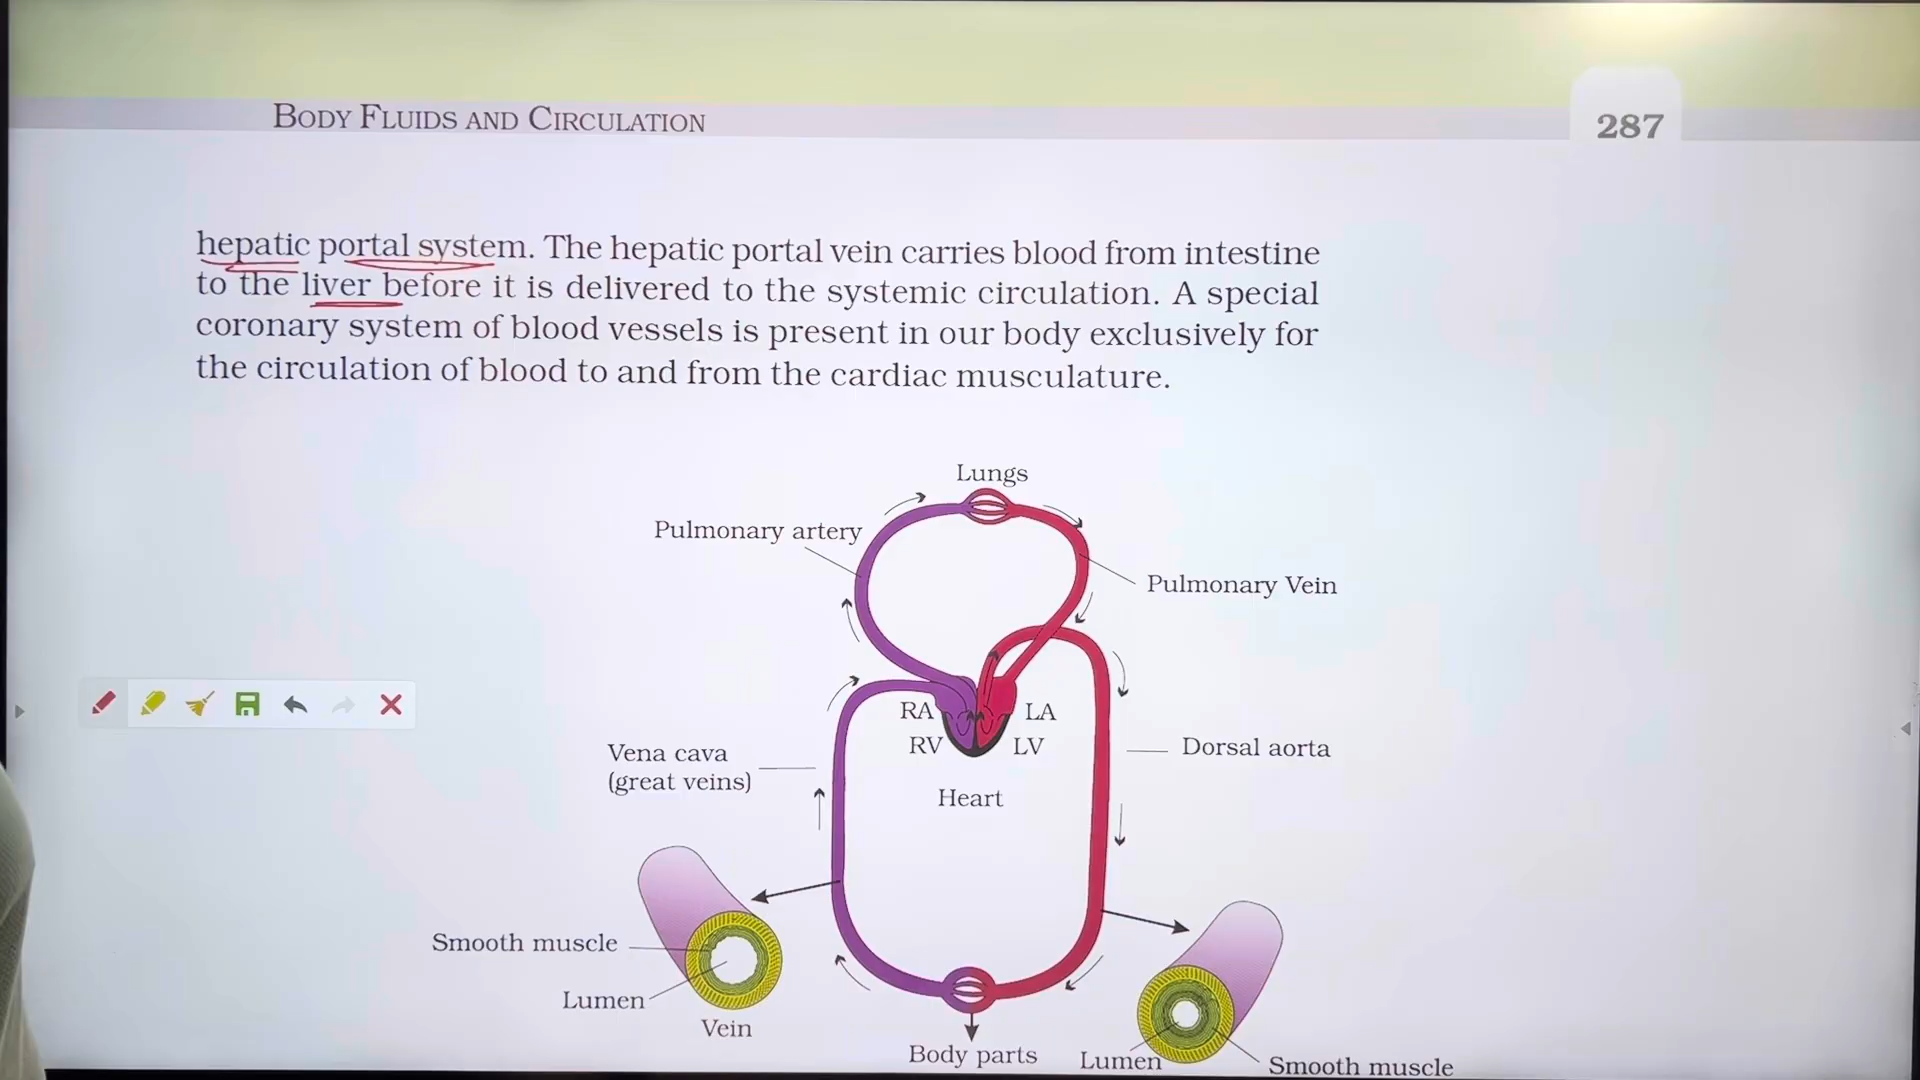 BODY FLUIDS AND CIRCULATION
287
hepatic portal system. The hepatic portal vein carries blood from intestine
to the liver before it is delivered to the systemic circulation. A special
coronary system of blood vessels is present in our body exclusively for
the circulation of blood to and from the cardiac musculature.
Lungs
Pulmonary artery
Pulmonary Vein
RA
LA
RV
LV
Vena cava
(great veins)
Dorsal aorta
Heart
Smooth muscle
Lumen
Vein
Body parts
Lumen
Smooth muscle